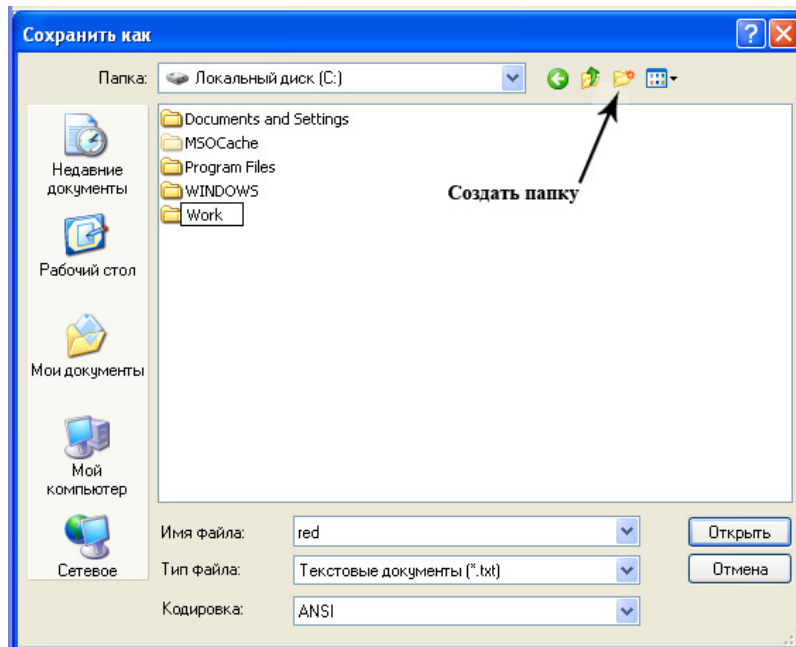 Сохранить как
Папка:
Локальный диск (C:)
Documents and Settings
MSOCache
Program Files
WINDOWS
Work
Создать папку
Недавние
документы
Рабочий стол
Мои документы
Мой
компьютер
Сетевое
Имя файла:
red
Открыть
Тип файла:
Текстовые документы (*.txt)
Отмена
Кодировка:
ANSI